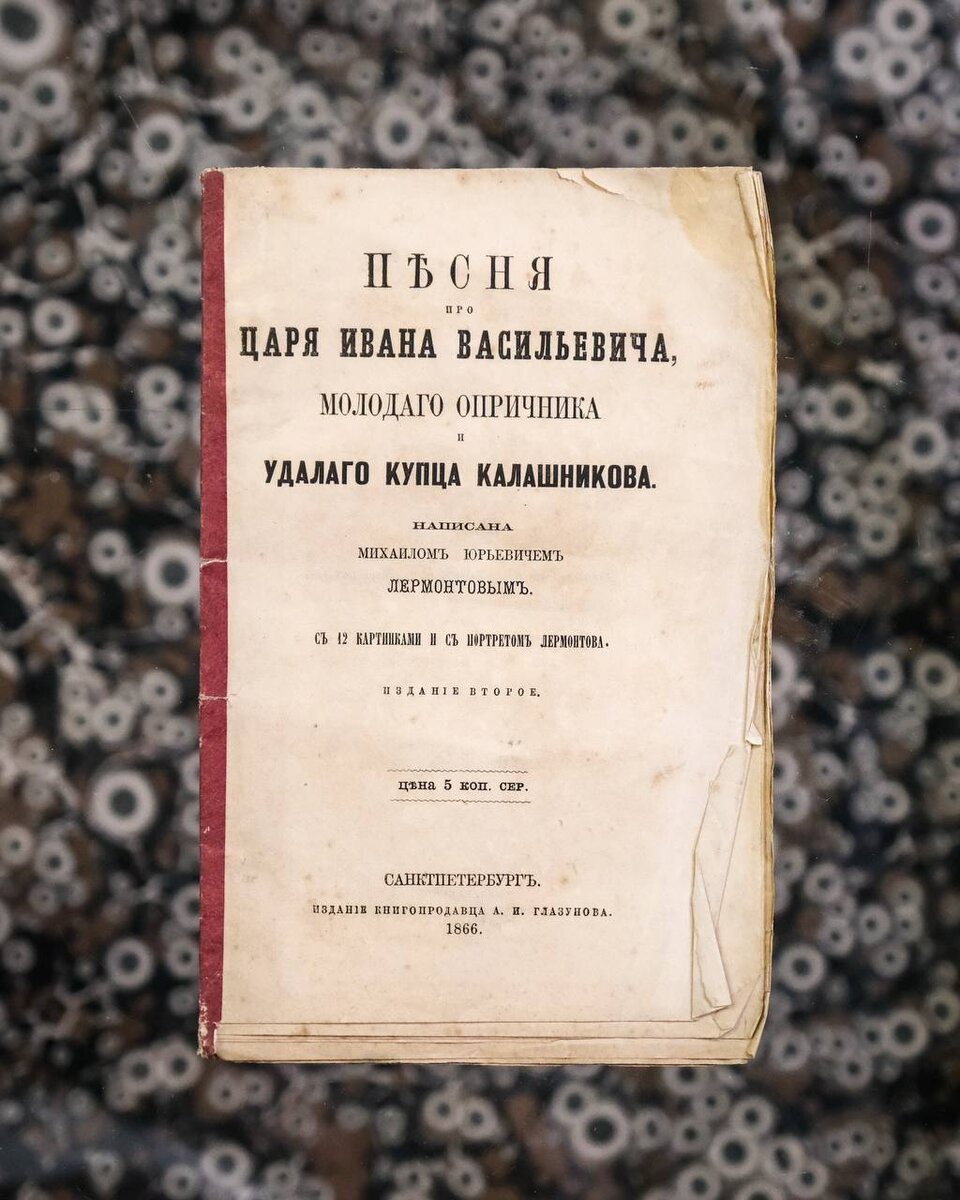 ПѢСНЯ
ПРО
ЦАРЯ ИВАНА ВАСИЛЬЕВИЧА,
МОЛОДАГО ОПРИЧНИКА
И
УДАЛАГО КУПЦА КАЛАШНИКОВА.
НАПИСАНА
МИХАИЛОМЪ ЮРЬЕВИЧЕМЪ
ЛЕРМОНТОВЫМЪ.
СЪ 12 КАРТИНКАМИ И СЪ ПОРТРЕТОМЪ ЛЕРМОНТОВА.
ИЗДАНІЕ ВТОРОЕ.
ЦѢНА 5 КОП. СЕР.
САНКТПЕТЕРБУРГЪ.
ИЗДАНІЕ КНИГОПРОДАВЦА А. И. ГЛАЗУНОВА.
1866.